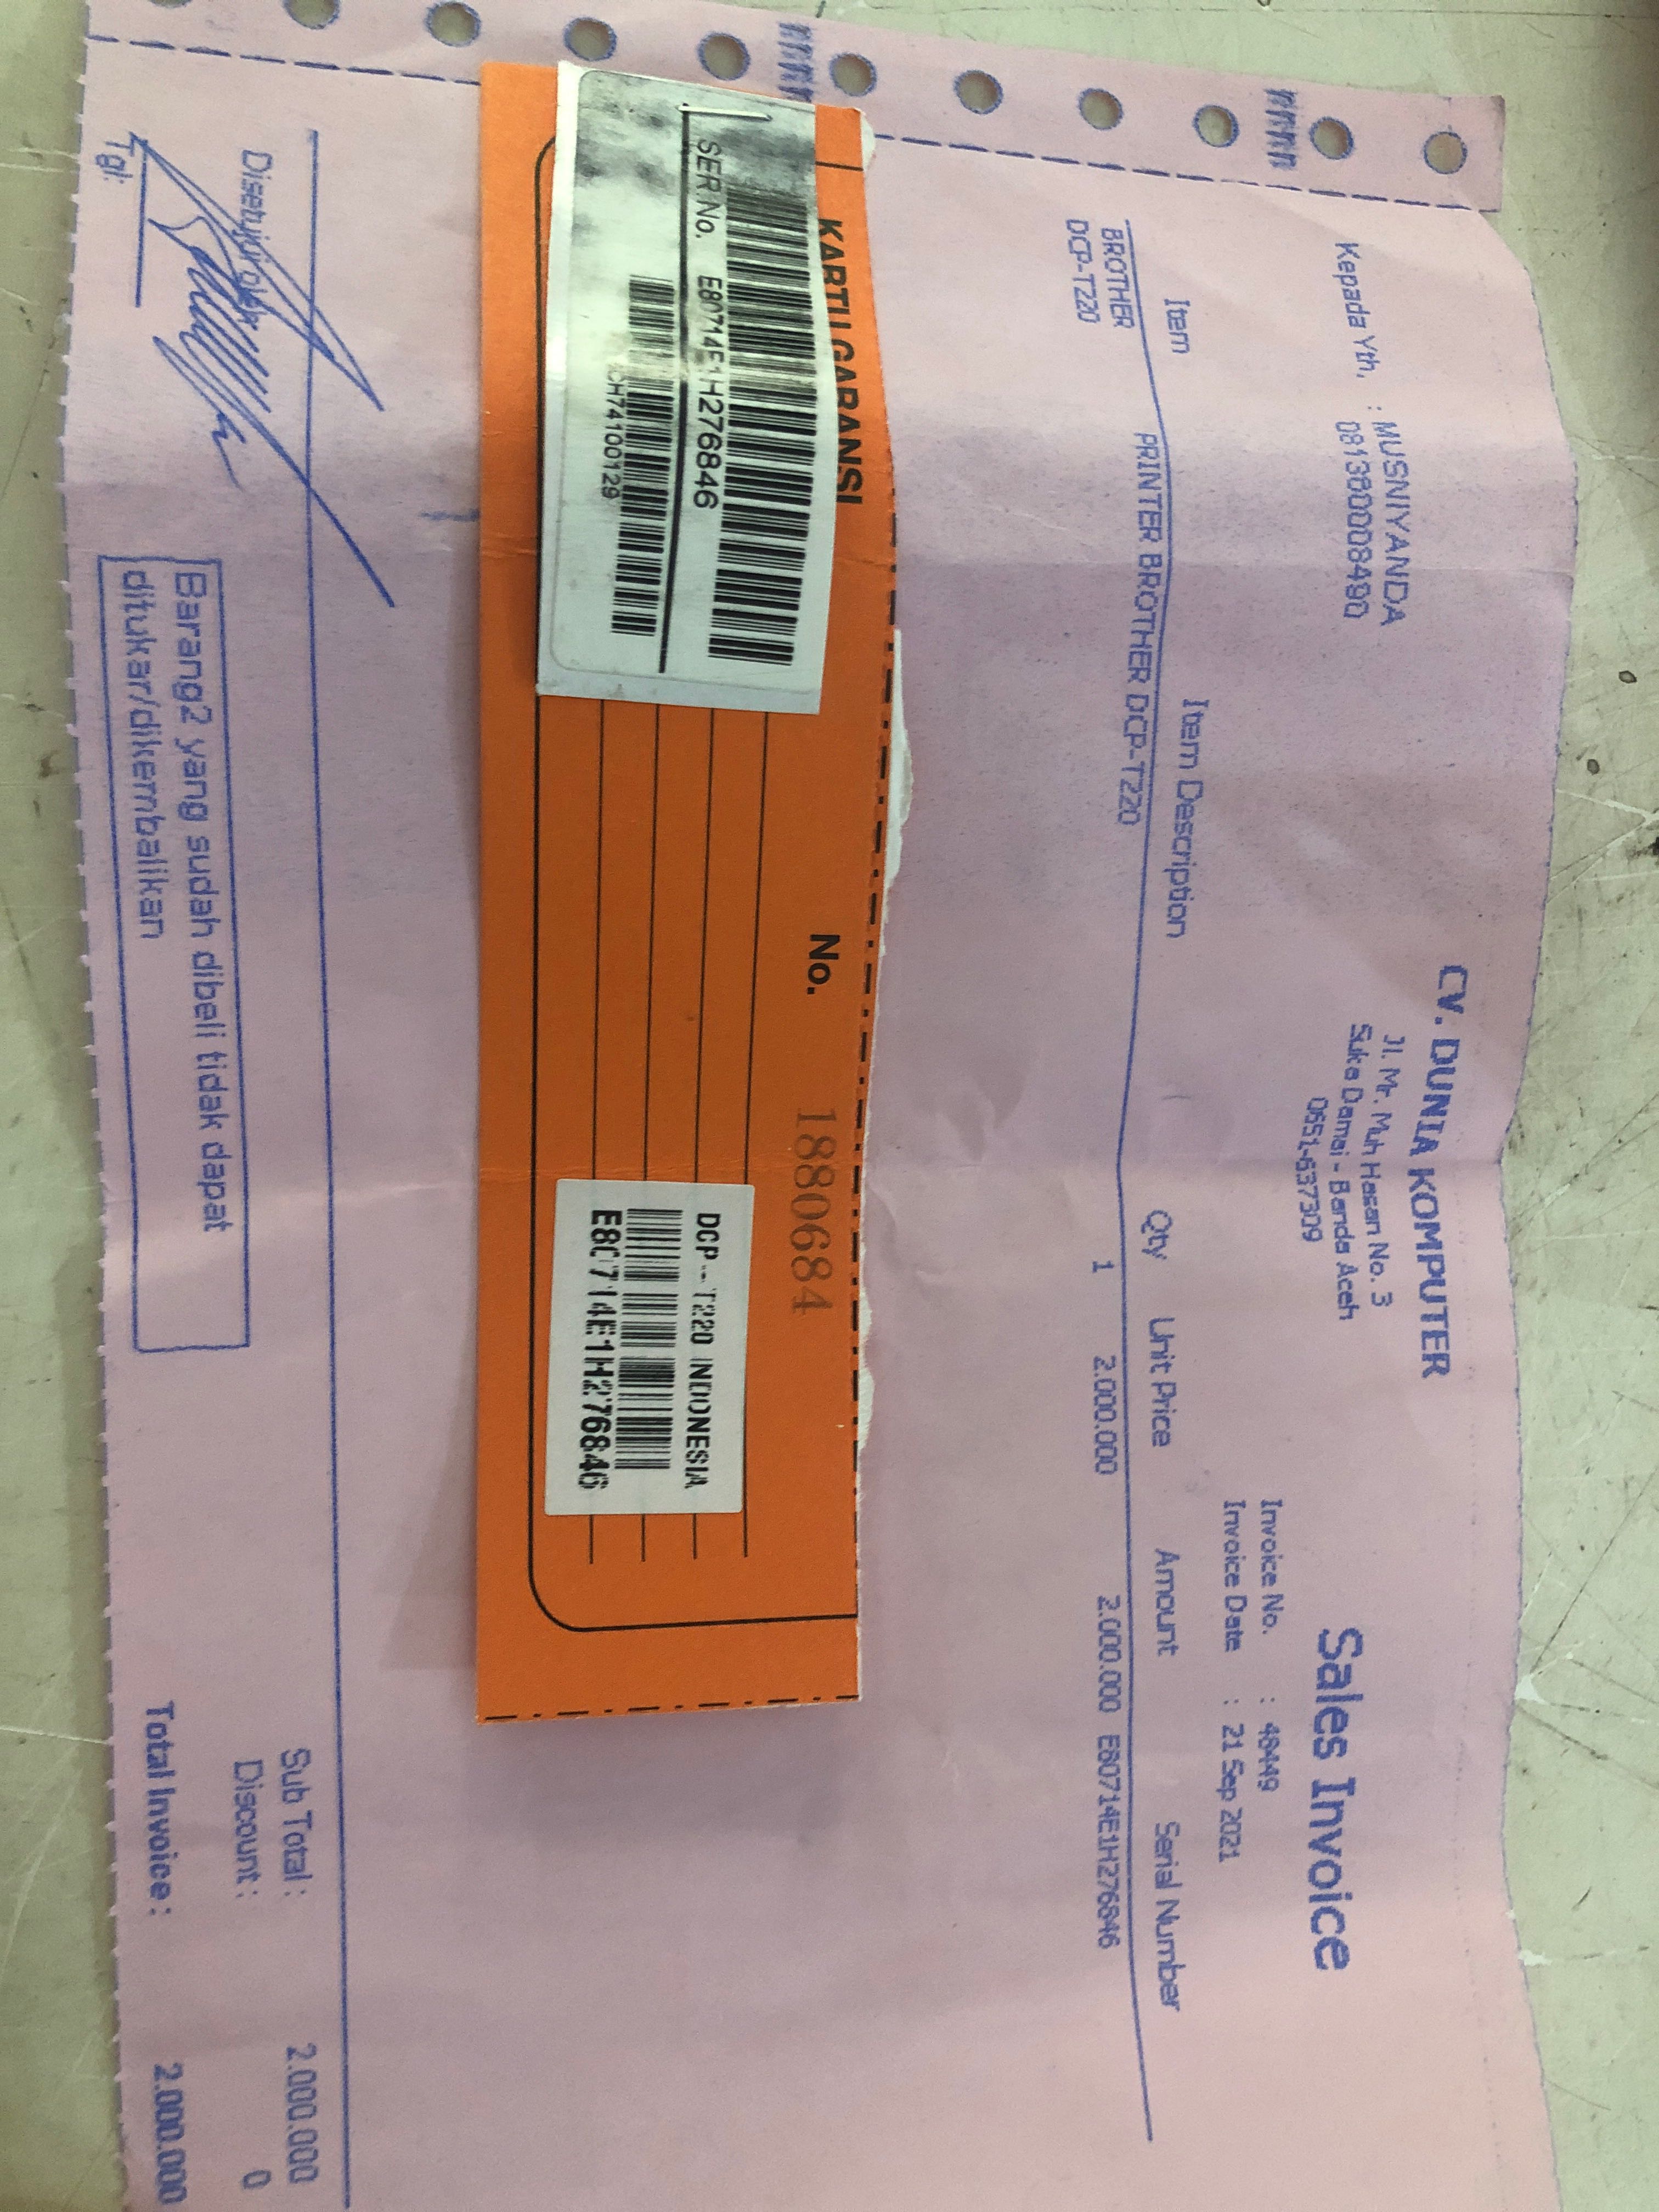 CV. DUNIA KOMPUTER
Jl. Mr. Muh Hasan No. 3
Suka Damai - Banda Aceh
0651-637309
Sales Invoice
Kepada Yth, : MUSNIYANDA
081380008490
Invoice No. : 48449
Invoice Date : 21 Sep 2021
Item Item Description Qty Unit Price Amount Serial Number
BROTHER DCP-T220 PRINTER BROTHER DCP-T220 1 2.000.000 2.000.000 E80714E1H276846
KARTU GARANSI
No. 1880684
SER.No. E80714E1H276846
CH74100129
DCP-T220 INDONESIA
E80714E1H276846
Disetujui oleh
Tgl:
Barang2 yang sudah dibeli tidak dapat
ditukar/dikembalikan
Sub Total : 2.000.000
Discount : 0
Total Invoice : 2.000.000